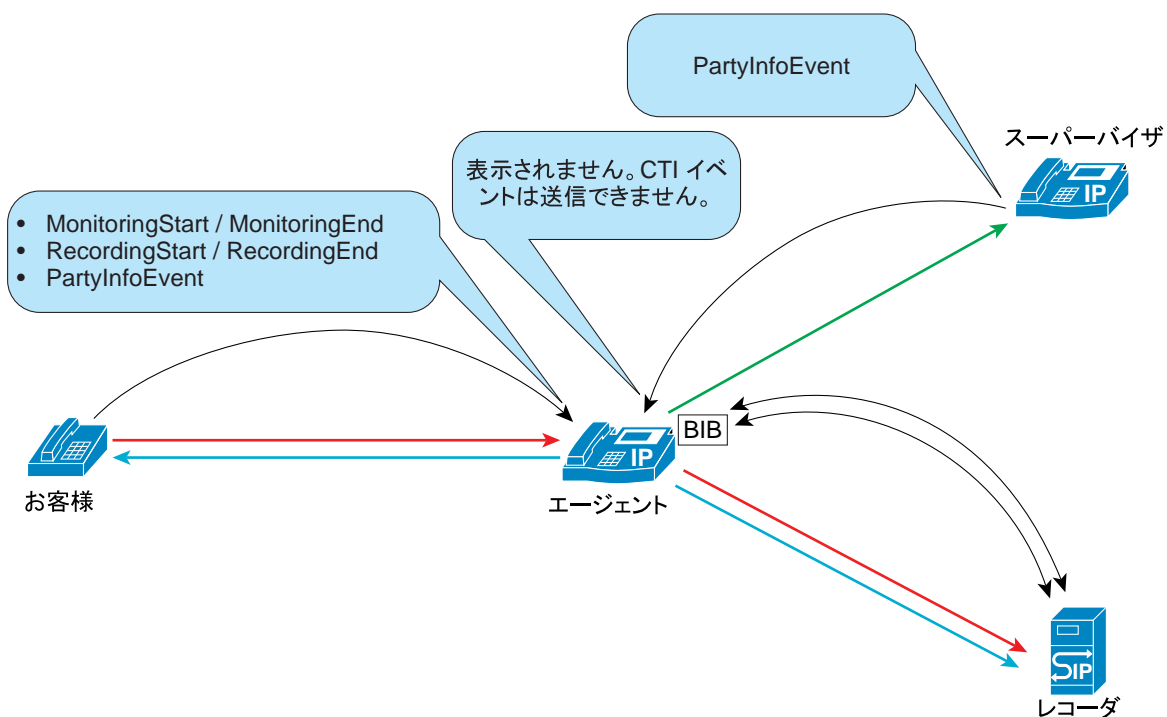 PartyInfoEvent
スーパーバイザ
IP
表示されません。CTI イベ
ントは送信できません。
• MonitoringStart / MonitoringEnd
• RecordingStart / RecordingEnd
• PartyInfoEvent
BIB
IP
お客様
エージェント
SIP
レコーダ